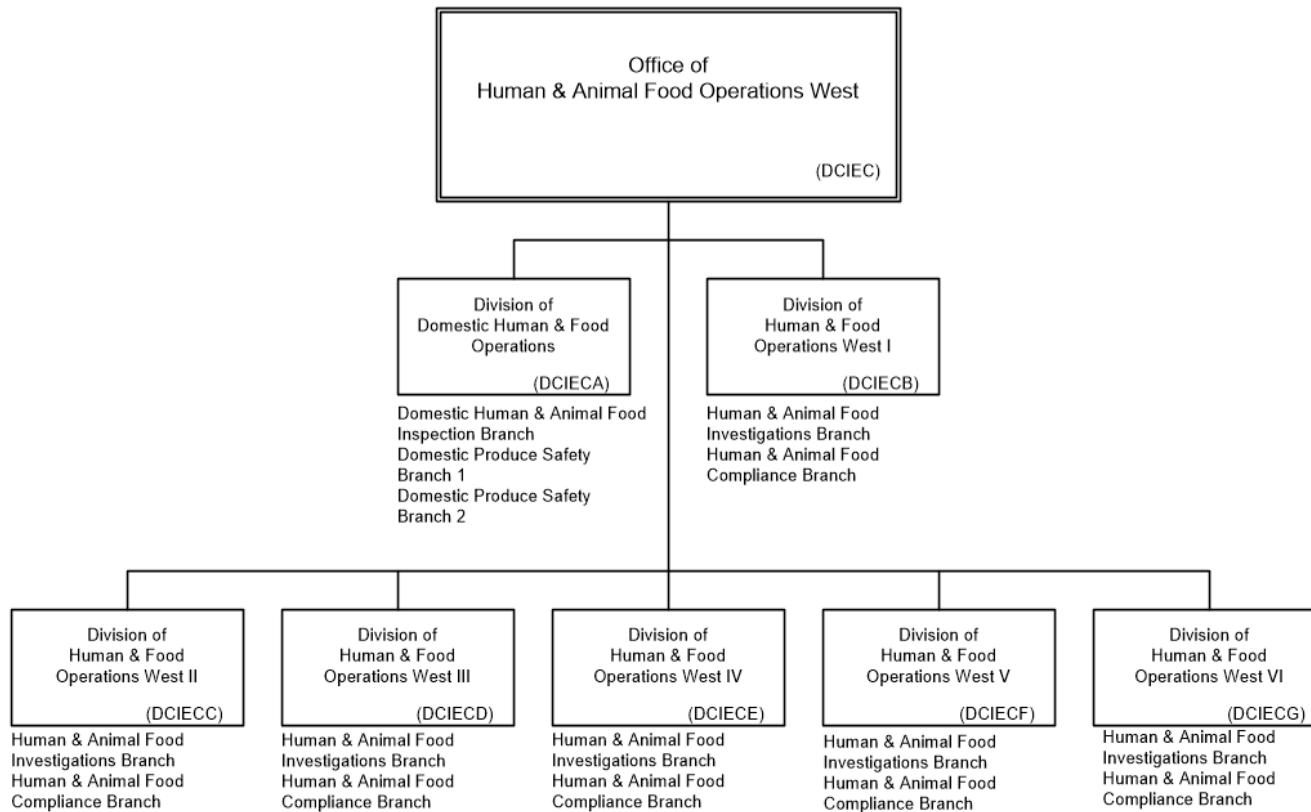 Office of
Human & Animal Food Operations West
(DCIEC)
Division of
Domestic Human & Food
Operations
(DCIECA)
Domestic Human & Animal Food
Inspection Branch
Domestic Produce Safety
Branch 1
Domestic Produce Safety
Branch 2
Division of
Human & Food
Operations West I
(DCIECB)
Human & Animal Food
Investigations Branch
Human & Animal Food
Compliance Branch
Division of
Human & Food
Operations West II
(DCIECC)
Human & Animal Food
Investigations Branch
Human & Animal Food
Compliance Branch
Division of
Human & Food
Operations West III
(DCIECD)
Human & Animal Food
Investigations Branch
Human & Animal Food
Compliance Branch
Division of
Human & Food
Operations West IV
(DCIECE)
Human & Animal Food
Investigations Branch
Human & Animal Food
Compliance Branch
Division of
Human & Food
Operations West V
(DCIECF)
Human & Animal Food
Investigations Branch
Human & Animal Food
Compliance Branch
Division of
Human & Food
Operations West VI
(DCIECG)
Human & Animal Food
Investigations Branch
Human & Animal Food
Compliance Branch